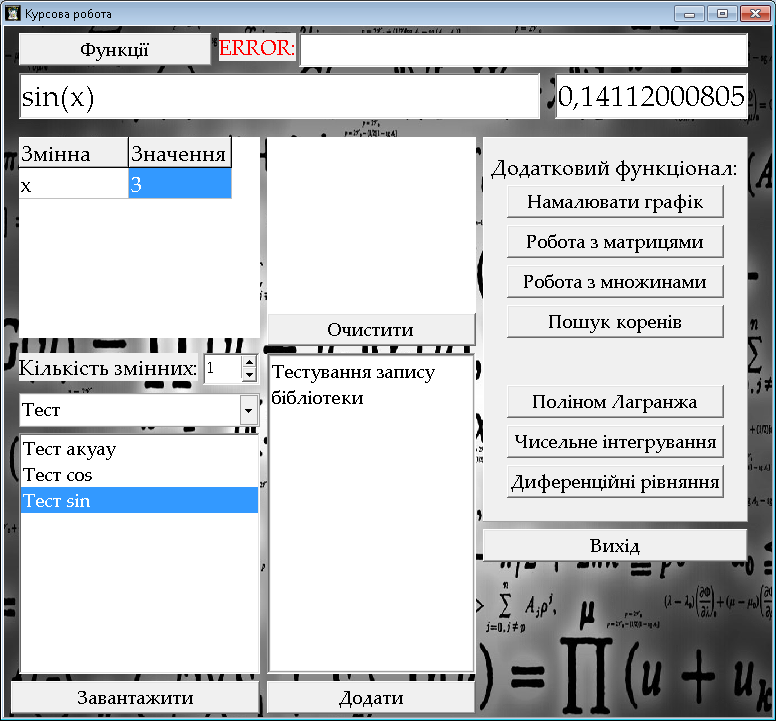 Курсова робота
Функції
ERROR:
sin(x)
0,14112000805
Змінна Значення
x 3
Очистити
Кількість змінних: 1
Тест
Тест акуау
Тест cos
Тест sin
Завантажити
Тестування запису
бібліотеки
Додати
Додатковий функціонал:
Намалювати графік
Робота з матрицями
Робота з множинами
Пошук коренів
Поліном Лагранжа
Чисельне інтегрування
Диференційні рівняння
Вихід